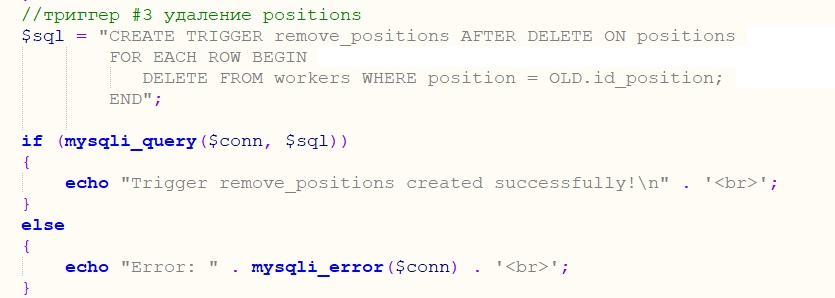 //триггер #3 удаление positions
$sql = "CREATE TRIGGER remove_positions AFTER DELETE ON positions
FOR EACH ROW BEGIN
DELETE FROM workers WHERE position = OLD.id_position;
END";
if (mysqli_query($conn, $sql))
{
echo "Trigger remove_positions created successfully!\n" . '<br>';
}
else
{
echo "Error: " . mysqli_error($conn) . '<br>';
}